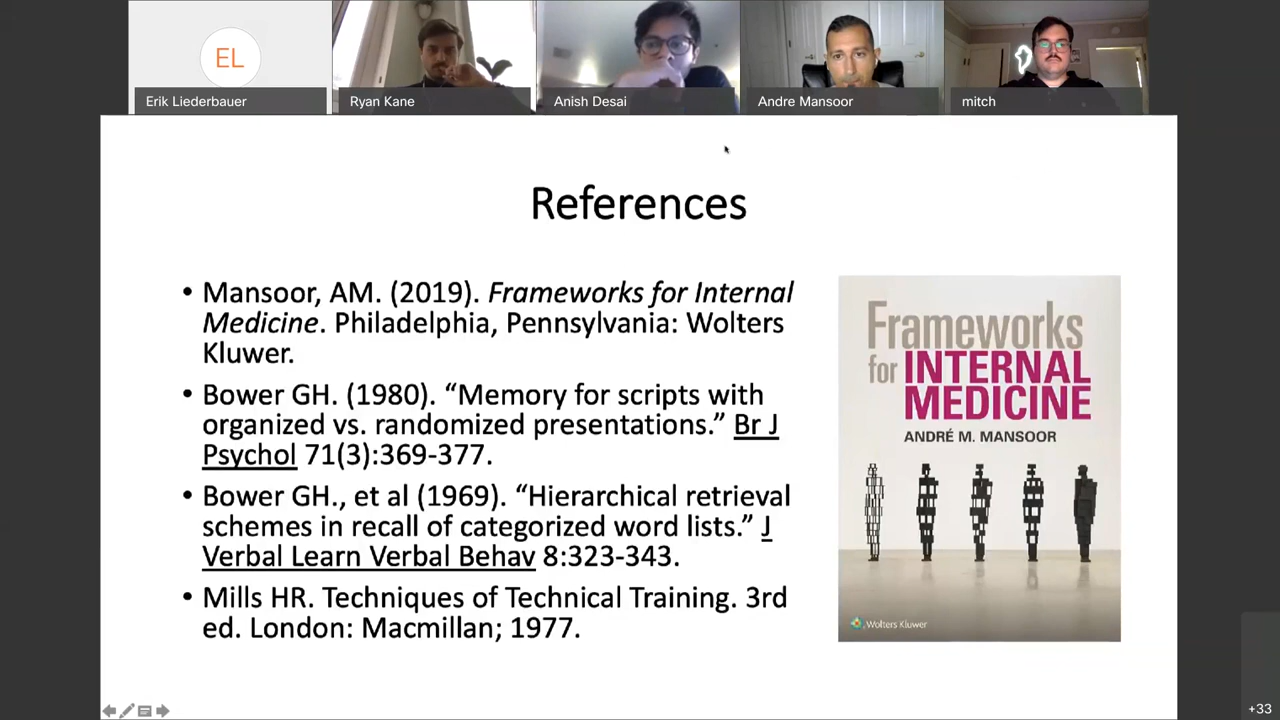 EL
Erik Liederbauer
Ryan Kane
Anish Desai
Andre Mansoor
mitch
References
• Mansoor, AM. (2019). Frameworks for Internal
Medicine. Philadelphia, Pennsylvania: Wolters
Kluwer.
• Bower GH. (1980). “Memory for scripts with
organized vs. randomized presentations.” Br J
Psychol 71(3):369-377.
• Bower GH., et al (1969). “Hierarchical retrieval
schemes in recall of categorized word lists.” J
Verbal Learn Verbal Behav 8:323-343.
• Mills HR. Techniques of Technical Training. 3rd
ed. London: Macmillan; 1977.
Frameworks
for INTERNAL
MEDICINE
ANDRÉ M. MANSOOR
Wolters Kluwer
+33